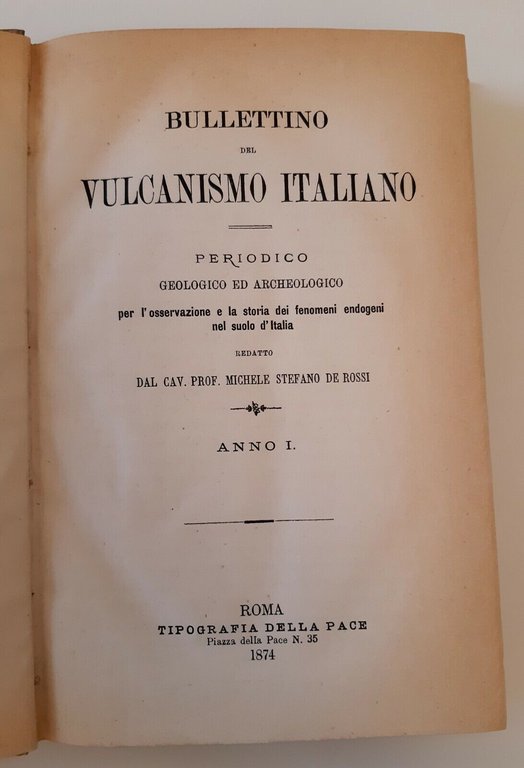 BULLETTINO
DEL
VULCANISMO ITALIANO
PERIODICO
GEOLOGICO ED ARCHEOLOGICO
per l'osservazione e la storia dei fenomeni endogeni
nel suolo d'Italia
REDATTO
DAL CAV. PROF. MICHELE STEFANO DE ROSSI
ANNO I.
ROMA
TIPOGRAFIA DELLA PACE
Piazza della Pace N. 35
1874